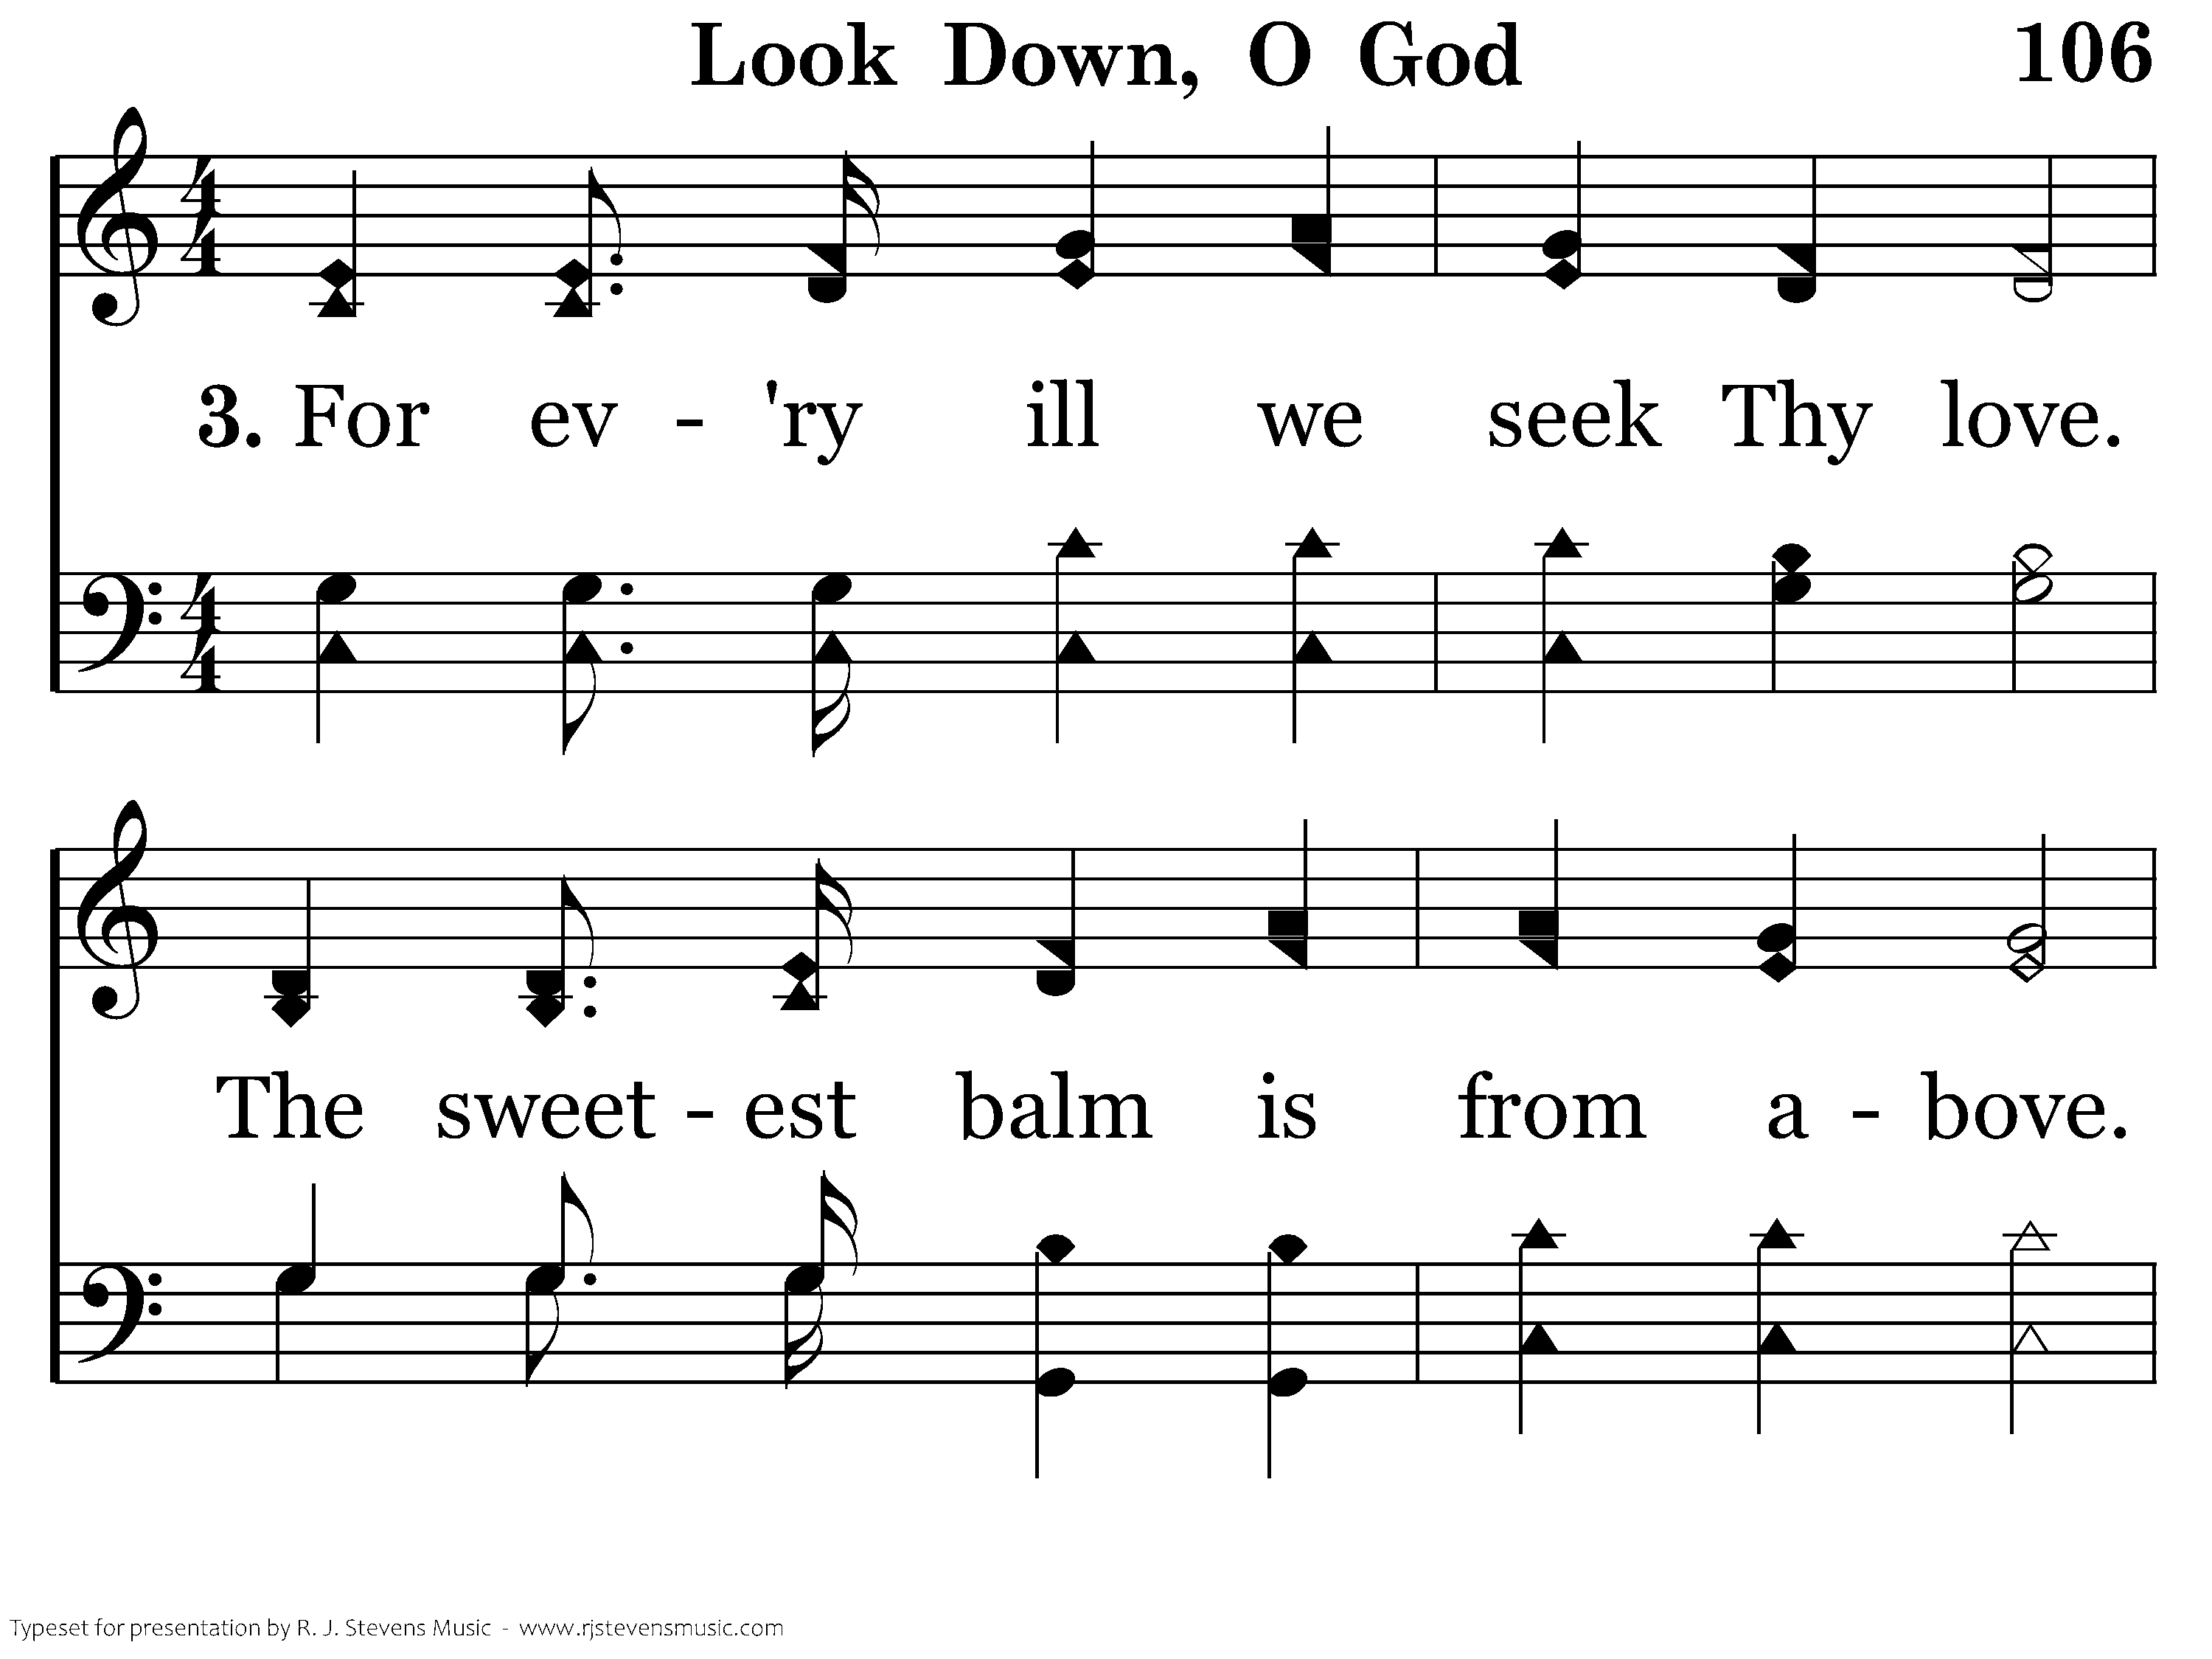 Look Down, O God 106
3. For ev - 'ry ill we seek Thy love.
The sweet - est balm is from a - bove.
Typeset for presentation by R. J. Stevens Music - www.rjstevensmusic.com